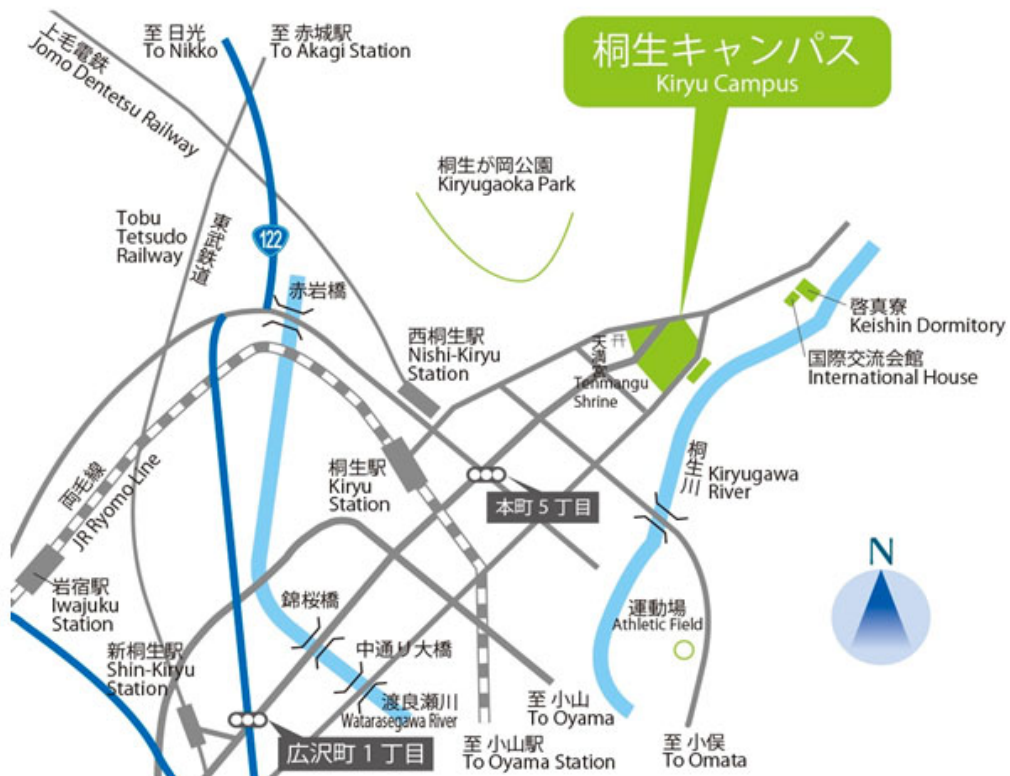 至 日光
To Nikko
至 赤城駅
To Akagi Station
上毛電鉄
Jomo Dentetsu Railway
桐生キャンパス
Kiryu Campus
桐生が岡公園
Kiryugaoka Park
Tobu
Tetsudo
Railway
東武鉄道
122
赤岩橋
西桐生駅
Nishi-Kiryu
Station
天満宮
Tenmangu
Shrine
啓真寮
Keishin Dormitory
国際交流会館
International House
両毛線
JR Ryomo Line
桐生駅
Kiryu
Station
本町5丁目
桐生川
Kiryugawa
River
N
岩宿駅
Iwajuku
Station
錦桜橋
運動場
Athletic Field
新桐生駅
Shin-Kiryu
Station
中通り大橋
渡良瀬川
Watarasegawa River
至 小山
To Oyama
広沢町1丁目
至 小山駅
To Oyama Station
至 小俣
To Omata